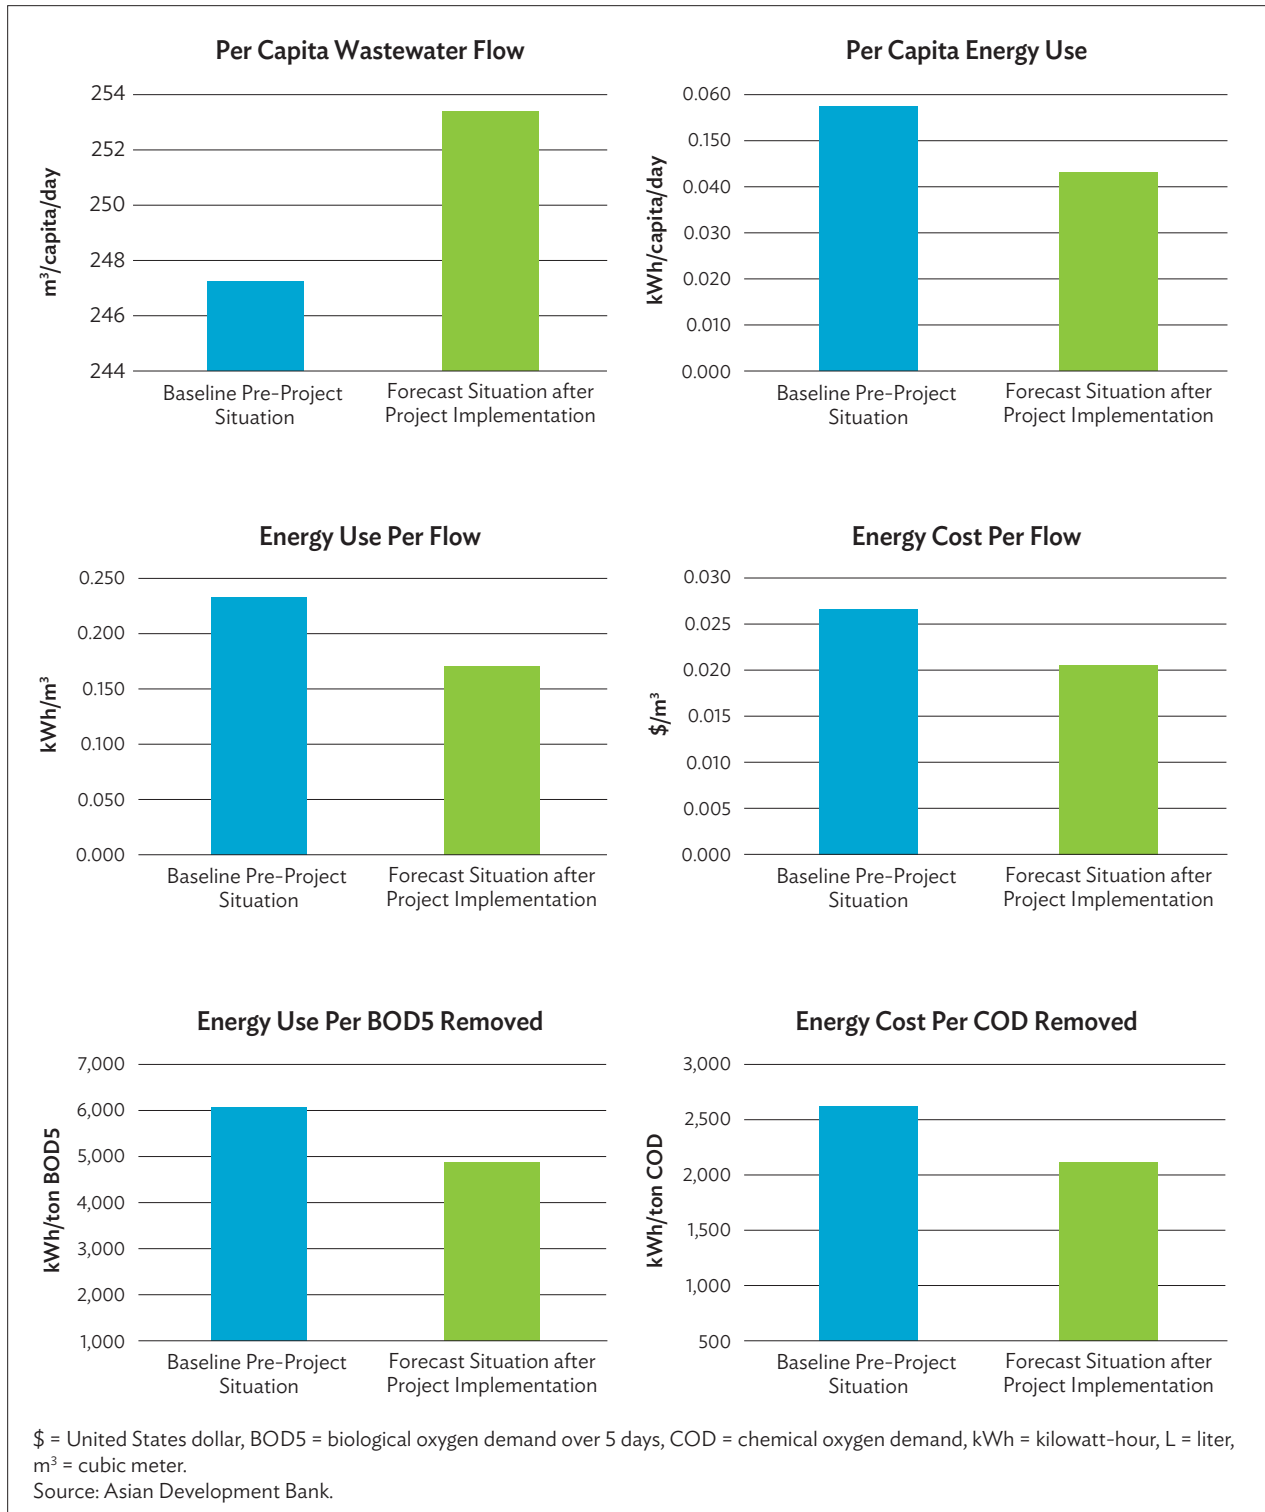 Per Capita Wastewater Flow
m³/capita/day
254
252
250
248
246
244
Baseline Pre-Project
Situation
Forecast Situation after
Project Implementation
Per Capita Energy Use
kWh/capita/day
0.060
0.150
0.040
0.030
0.020
0.010
0.000
Baseline Pre-Project
Situation
Forecast Situation after
Project Implementation
Energy Use Per Flow
kWh/m³
0.250
0.200
0.150
0.100
0.050
0.000
Baseline Pre-Project
Situation
Forecast Situation after
Project Implementation
Energy Cost Per Flow
$/m³
0.030
0.025
0.020
0.015
0.010
0.005
0.000
Baseline Pre-Project
Situation
Forecast Situation after
Project Implementation
Energy Use Per BOD5 Removed
kWh/ton BOD5
7,000
6,000
5,000
4,000
3,000
2,000
1,000
Baseline Pre-Project
Situation
Forecast Situation after
Project Implementation
Energy Cost Per COD Removed
kWh/ton COD
3,000
2,500
2,000
1,500
1,000
500
Baseline Pre-Project
Situation
Forecast Situation after
Project Implementation
$ = United States dollar, BOD5 = biological oxygen demand over 5 days, COD = chemical oxygen demand, kWh = kilowatt-hour, L = liter,
m³ = cubic meter.
Source: Asian Development Bank.